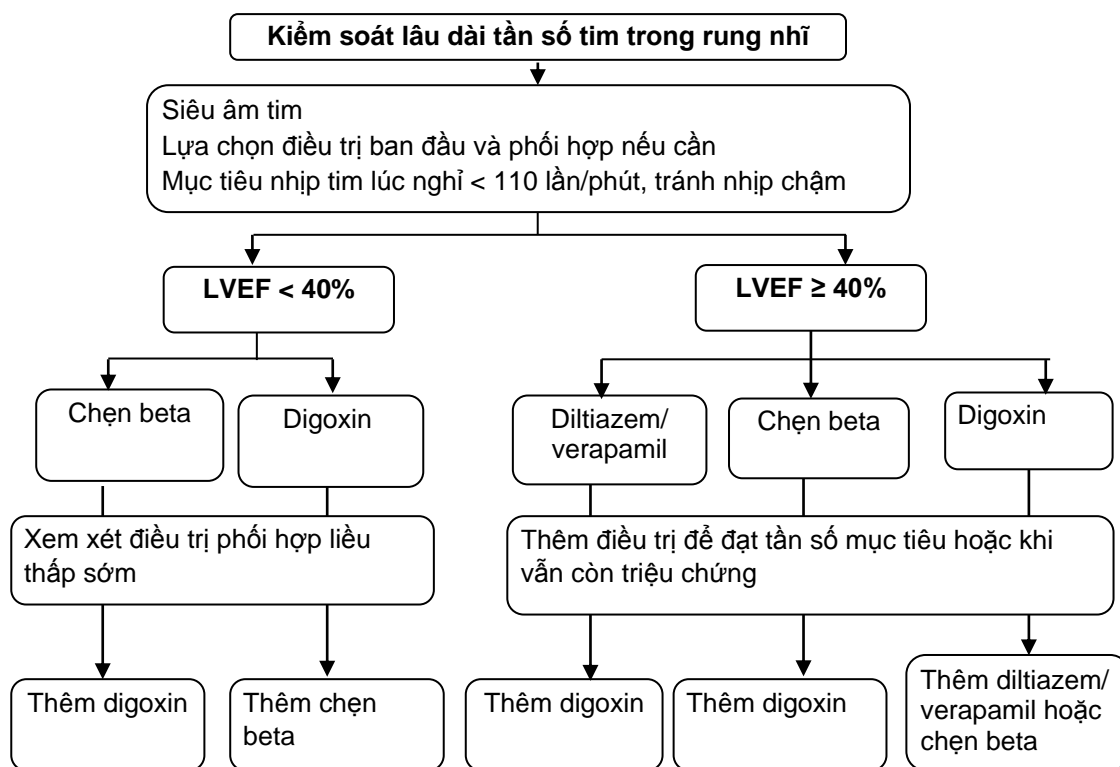 Kiểm soát lâu dài tần số tim trong rung nhĩ
Siêu âm tim
Lựa chọn điều trị ban đầu và phối hợp nếu cần
Mục tiêu nhịp tim lúc nghỉ < 110 lần/phút, tránh nhịp chậm
LVEF < 40%
LVEF ≥ 40%
Chẹn beta
Digoxin
Diltiazem/
verapamil
Chẹn beta
Digoxin
Xem xét điều trị phối hợp liều
thấp sớm
Thêm điều trị để đạt tần số mục tiêu hoặc khi
vẫn còn triệu chứng
Thêm digoxin
Thêm chẹn
beta
Thêm digoxin
Thêm digoxin
Thêm diltiazem/
verapamil hoặc
chẹn beta